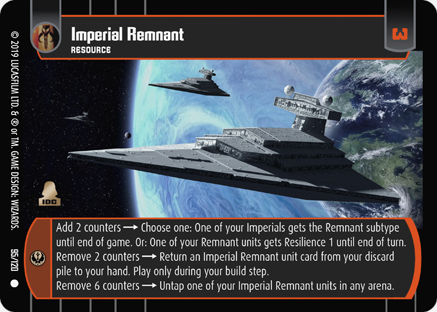 Imperial Remnant
RESOURCE
3
© 2019 LUCASFILM LTD. & ® or TM. GAME DESIGN: WIZARDS.
100
Add 2 counters → Choose one: One of your Imperials gets the Remnant subtype
until end of game. Or: One of your Remnant units gets Resilience 1 until end of turn.
Remove 2 counters → Return an Imperial Remnant unit card from your discard
pile to your hand. Play only during your build step.
Remove 6 counters → Untap one of your Imperial Remnant units in any arena.